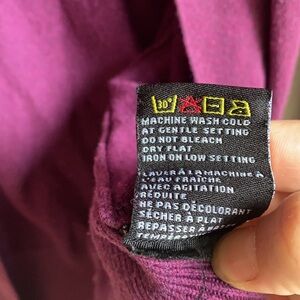 30°
MACHINE WASH COLD
AT GENTLE SETTING
DO NOT BLEACH
DRY FLAT
IRON ON LOW SETTING
LAVER À LA MACHINE À
L'EAU FRAÎCHE
AVEC AGITATION
RÉDUITE
NE PAS DÉCOLORANT
SÉCHER À PLAT
REPASSER À